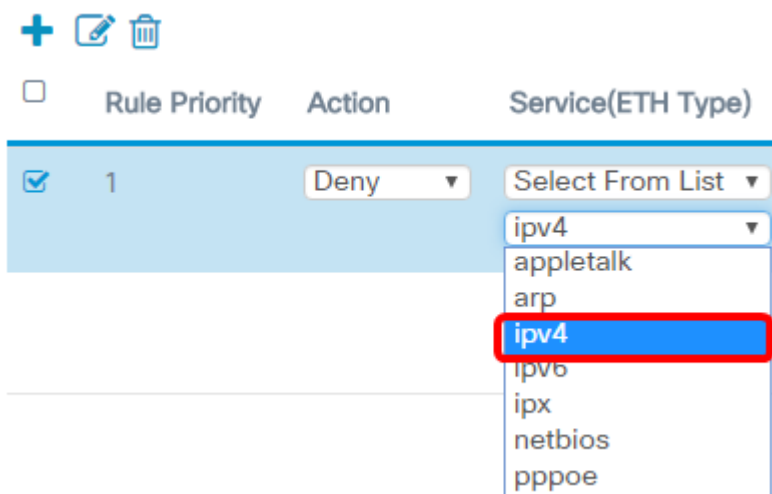 Rule Priority Action Service(ETH Type)
1 Deny Select From List
ipv4
appletalk
arp
ipv4
ipv6
ipx
netbios
pppoe